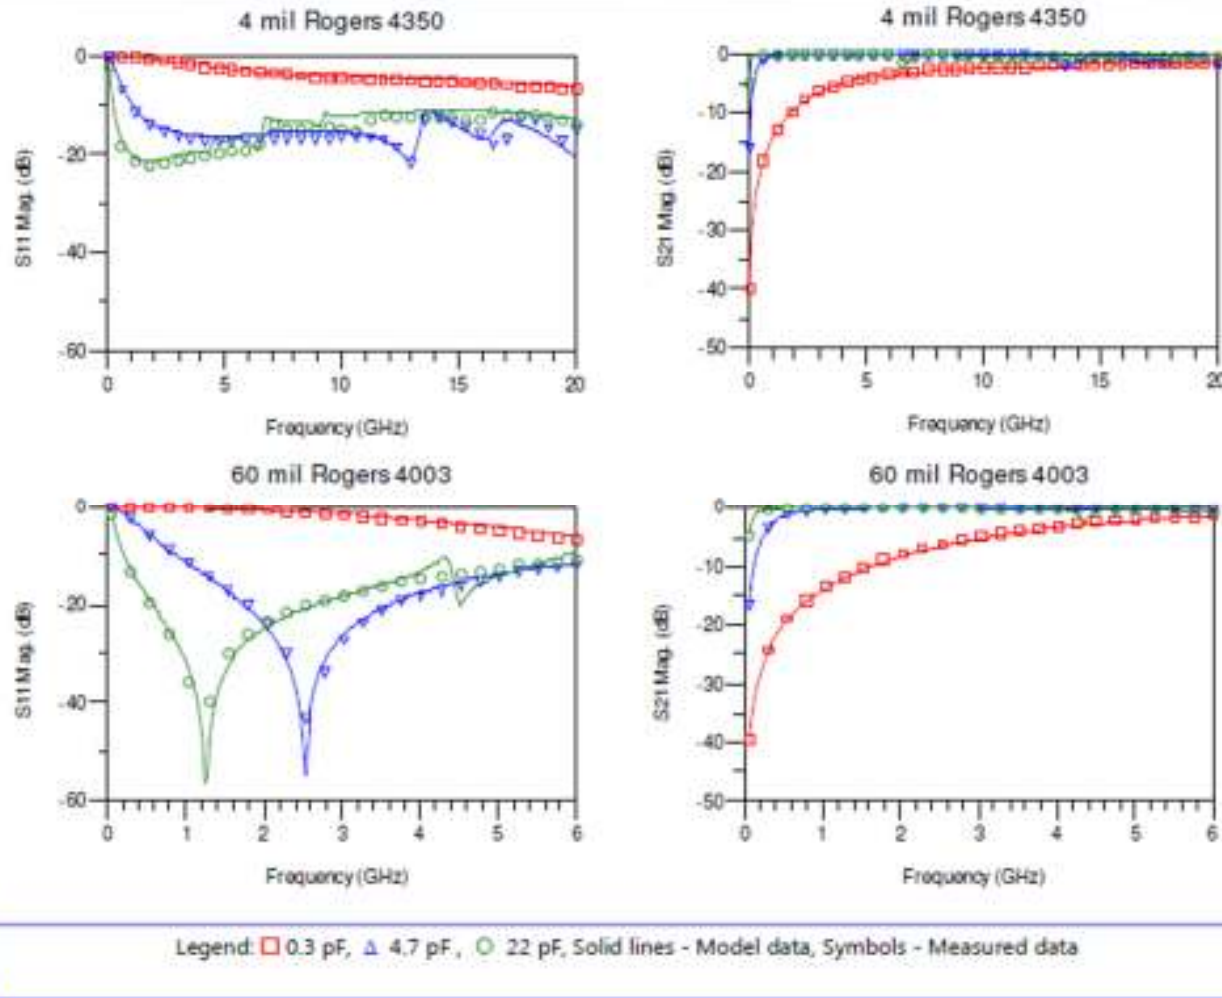 4 mil Rogers 4350
0
-20
-40
-60
S11 Mag. (dB)
0 5 10 15 20
Frequency (GHz)
4 mil Rogers 4350
0
-10
-20
-30
-40
-50
S21 Mag. (dB)
0 5 10 15 20
Frequency (GHz)
60 mil Rogers 4003
0
-20
-40
-60
S11 Mag. (dB)
0 1 2 3 4 5 6
Frequency (GHz)
60 mil Rogers 4003
0
-10
-20
-30
-40
-50
S21 Mag. (dB)
0 1 2 3 4 5 6
Frequency (GHz)
Legend: 0.3 pF, 4.7 pF , 22 pF, Solid lines - Model data, Symbols - Measured data